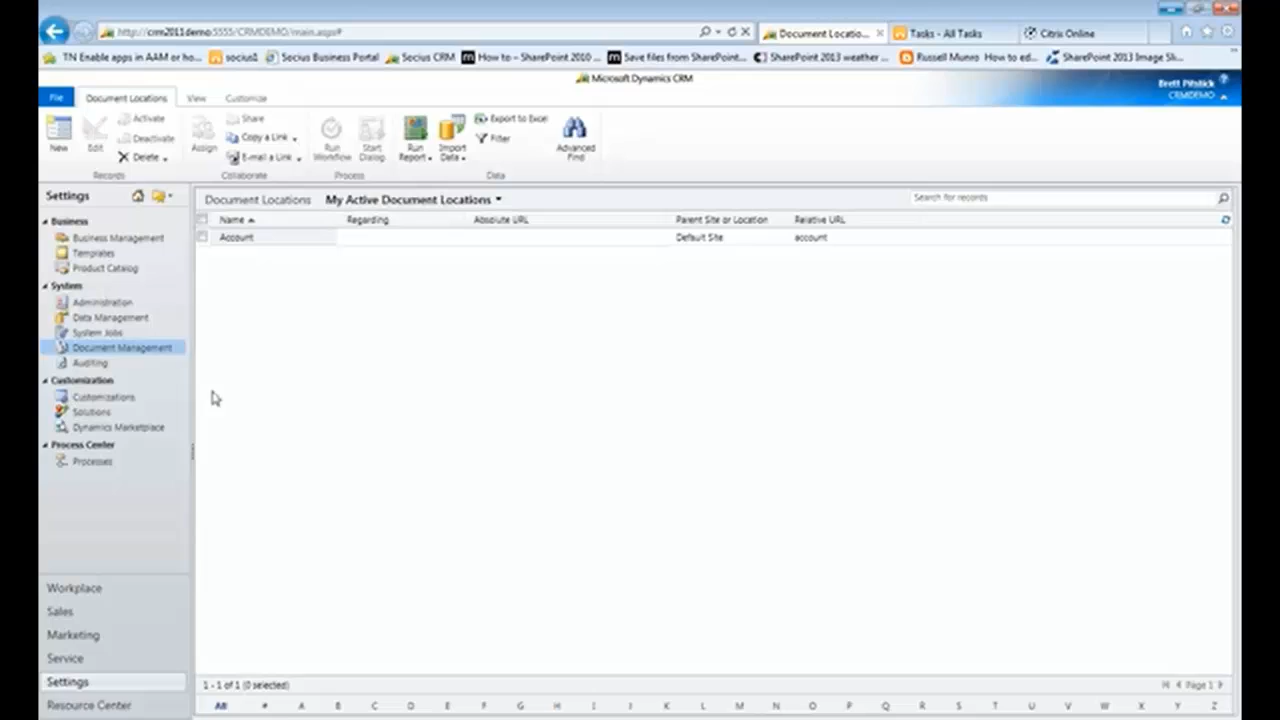 http://crm2011demo:5555/CRMDEMO/main.aspx#
Document Locatio...
Tasks - All Tasks
Citrix Online
TN Enable apps in AAM or ho...
socius1
Socius Business Portal
Socius CRM
How to – SharePoint 2010 ...
Save files from SharePoint...
SharePoint 2013 weather ...
Russell Munro How to ed...
SharePoint 2013 Image Sli...
Microsoft Dynamics CRM
File
Document Locations
View
Customize
Brett Pitstick
CRMDEMO
New
Edit
Activate
Deactivate
Delete
Records
Assign
Share
Copy a Link
E-mail a Link
Collaborate
Run Workflow
Start Dialog
Process
Run Report
Import Data
Export to Excel
Filter
Data
Advanced Find
Settings
Business
Business Management
Templates
Product Catalog
System
Administration
Data Management
System Jobs
Document Management
Auditing
Customization
Customizations
Solutions
Dynamics Marketplace
Process Center
Processes
Workplace
Sales
Marketing
Service
Settings
Resource Center
Document Locations My Active Document Locations
Search for records
Name Regarding Absolute URL Parent Site or Location Relative URL
Account Default Site account
1 - 1 of 1 (0 selected)
Page 1
All # A B C D E F G H I J K L M N O P Q R S T U V W X Y Z